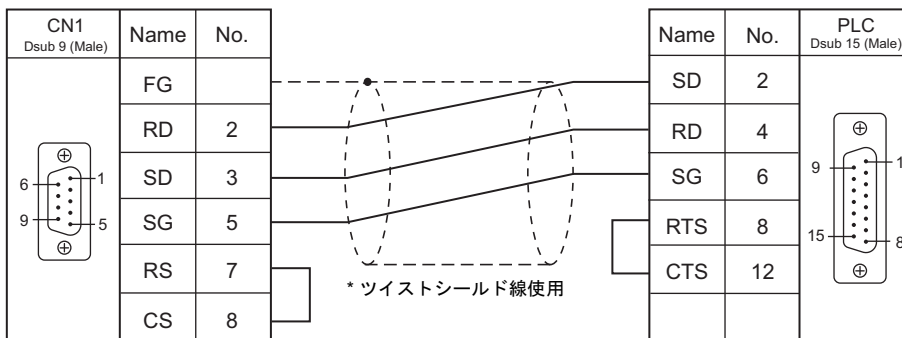 CN1
Dsub 9 (Male)
Name No.
FG
RD 2
SD 3
SG 5
RS 7
CS 8
6 1
9 5
* ツイストシールド線使用
Name No.
PLC
Dsub 15 (Male)
SD 2
RD 4
SG 6
RTS 8
CTS 12
9 1
15 8